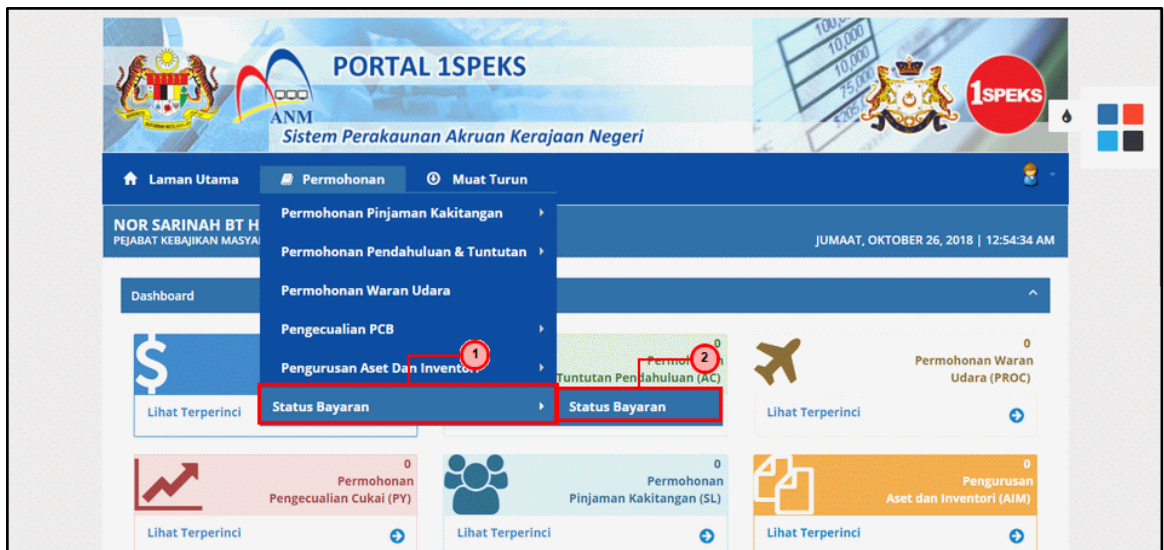 PORTAL 1SPEKS
ANM
Sistem Perakaunan Akruan Kerajaan Negeri
1SPEKS
Laman Utama
Permohonan
Muat Turun
NOR SARINAH BT H
PEJABAT KEBAJIKAN MASYA
JUMAAT, OKTOBER 26, 2018 | 12:54:34 AM
Permohonan Pinjaman Kakitangan
Permohonan Pendahuluan & Tuntutan
Permohonan Waran Udara
Pengecualian PCB
Pengurusan Aset Dan
Status Bayaran
1
2
Status Bayaran
Dashboard
Lihat Terperinci
0
Tuntutan Pendahuluan (AC)
0
Permohonan Waran
Udara (PROC)
Lihat Terperinci
0
Permohonan
Pengecualian Cukai (PY)
Lihat Terperinci
0
Permohonan
Pinjaman Kakitangan (SL)
Lihat Terperinci
0
Pengurusan
Aset dan Inventori (AIM)
Lihat Terperinci